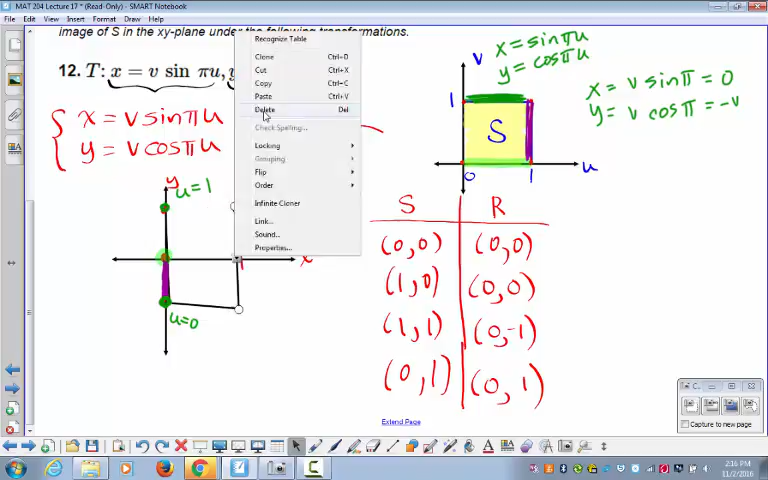 MAT 204 Lecture 17 * (Read-Only) - SMART Notebook
File Edit View Insert Format Tools Draw Help
image of S in the xy-plane under the following transformations.
12. T: x = v sin πu, y
x = v sin πu
y = v cos πu
y
u=1
u=0
x
Recognize Table
Clone Ctrl+D
Cut Ctrl+X
Copy Ctrl+C
Paste Ctrl+V
Delete Del
Check Spelling...
Locking
Grouping
Flip
Order
Infinite Cloner
Link...
Sound...
Properties...
x = sin πu
y = cos πu
v
1
S
0
1
u
x = v sin π = 0
y = v cos π = -v
S R
(0,0) (0,0)
(1,0) (0,0)
(1,1) (0,-1)
(0,1) (0,1)
Extend Page
C...
Capture to new page
2:16 PM
11/2/2016